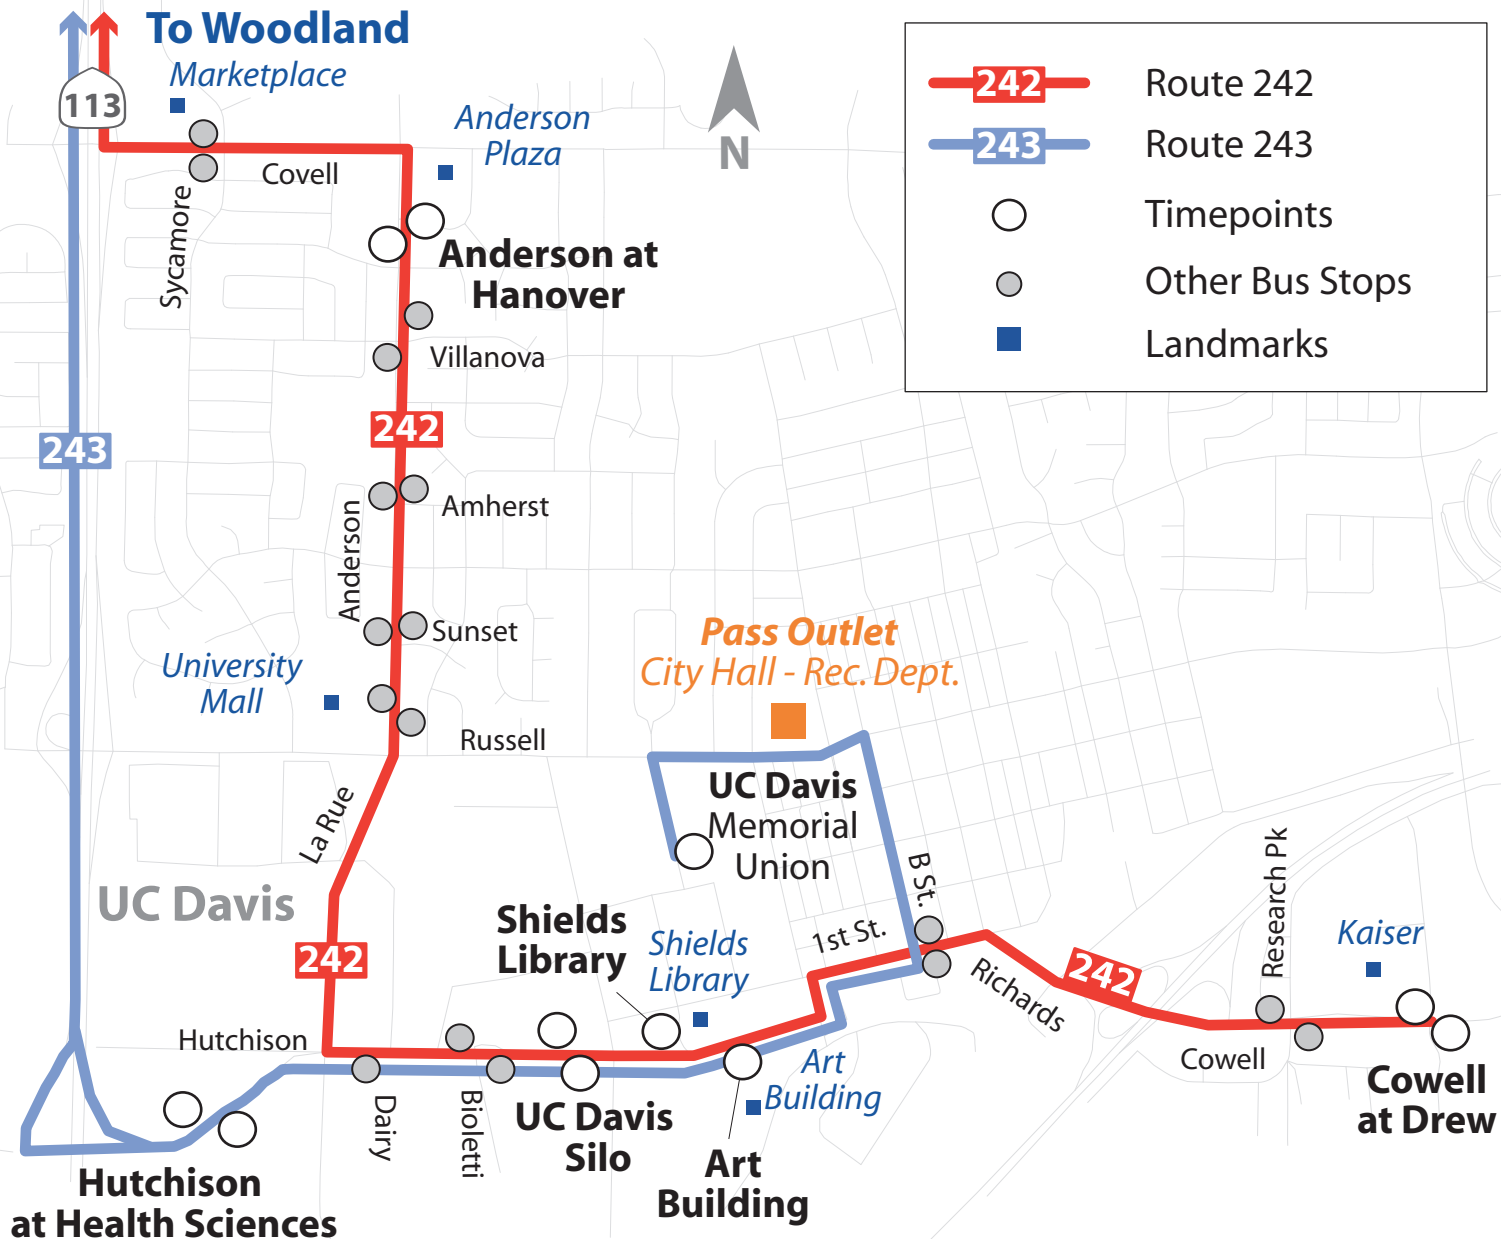 To Woodland
Marketplace
113
Anderson
Plaza
N
242 Route 242
243 Route 243
Timepoints
Other Bus Stops
Landmarks
Covell
Sycamore
Anderson at
Hanover
Villanova
242
243
Amherst
Anderson
Sunset
University
Mall
Russell
Pass Outlet
City Hall - Rec. Dept.
UC Davis
Memorial
Union
La Rue
UC Davis
242
Shields
Library
Shields
Library
1st St.
B St.
Richards
242
Research Pk
Kaiser
Hutchison
Cowell
Cowell
at Drew
Dairy
Bioletti
UC Davis
Silo
Art
Building
Art
Building
Hutchison
at Health Sciences